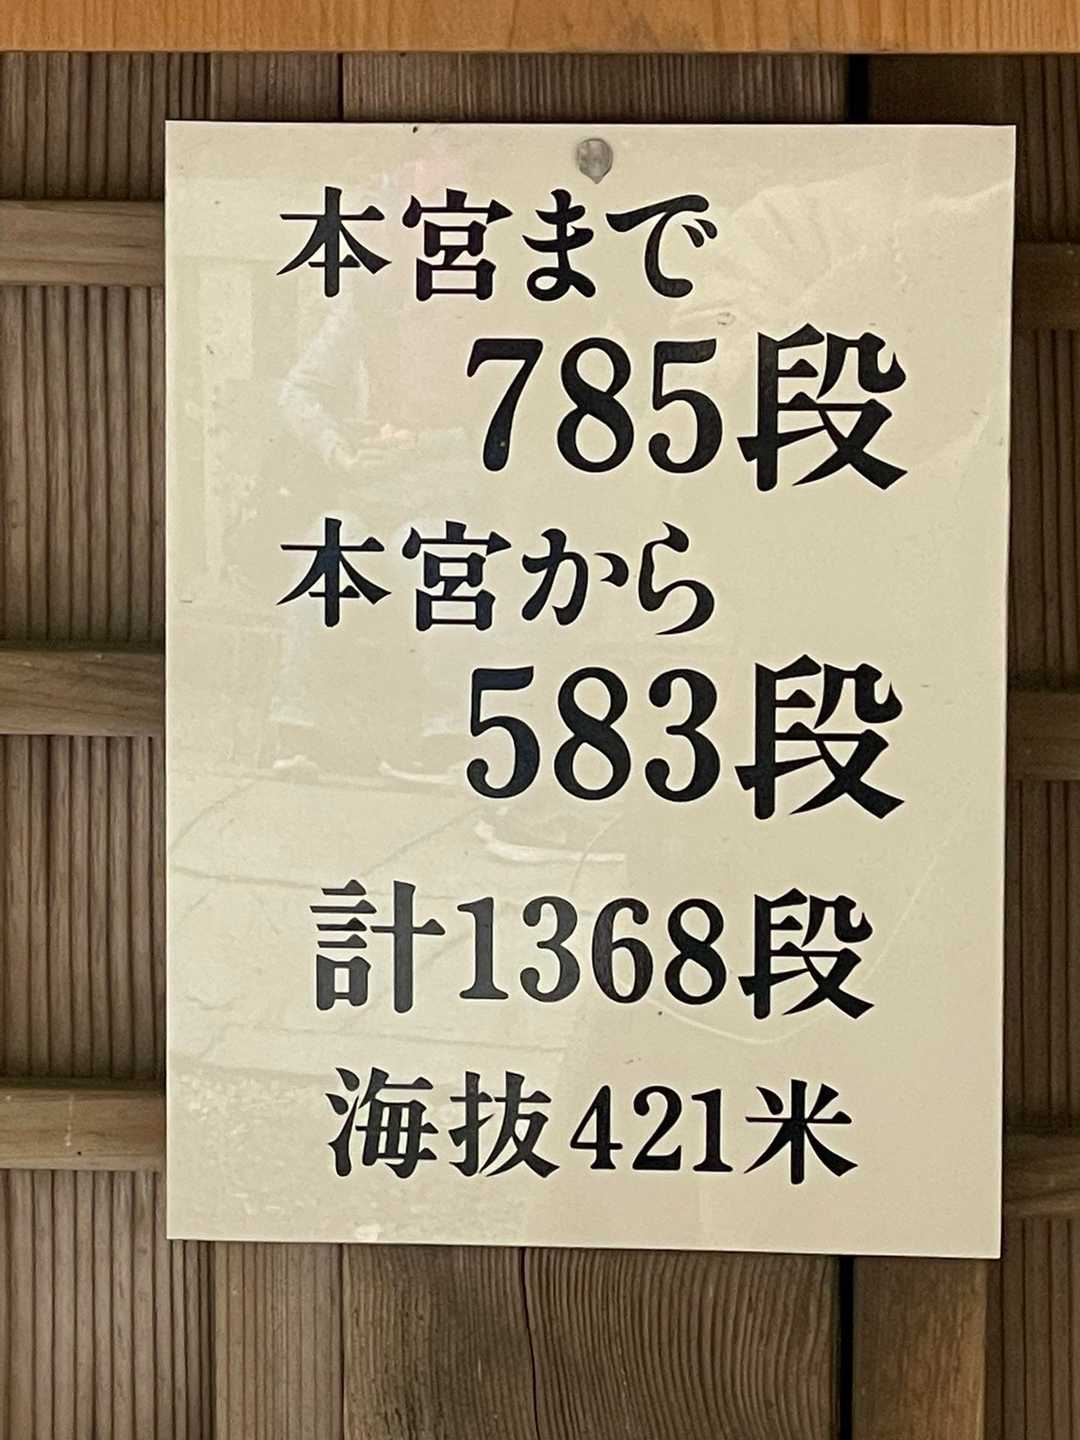 本宮まで
785段
本宮から
583段
計1368段
海抜421米